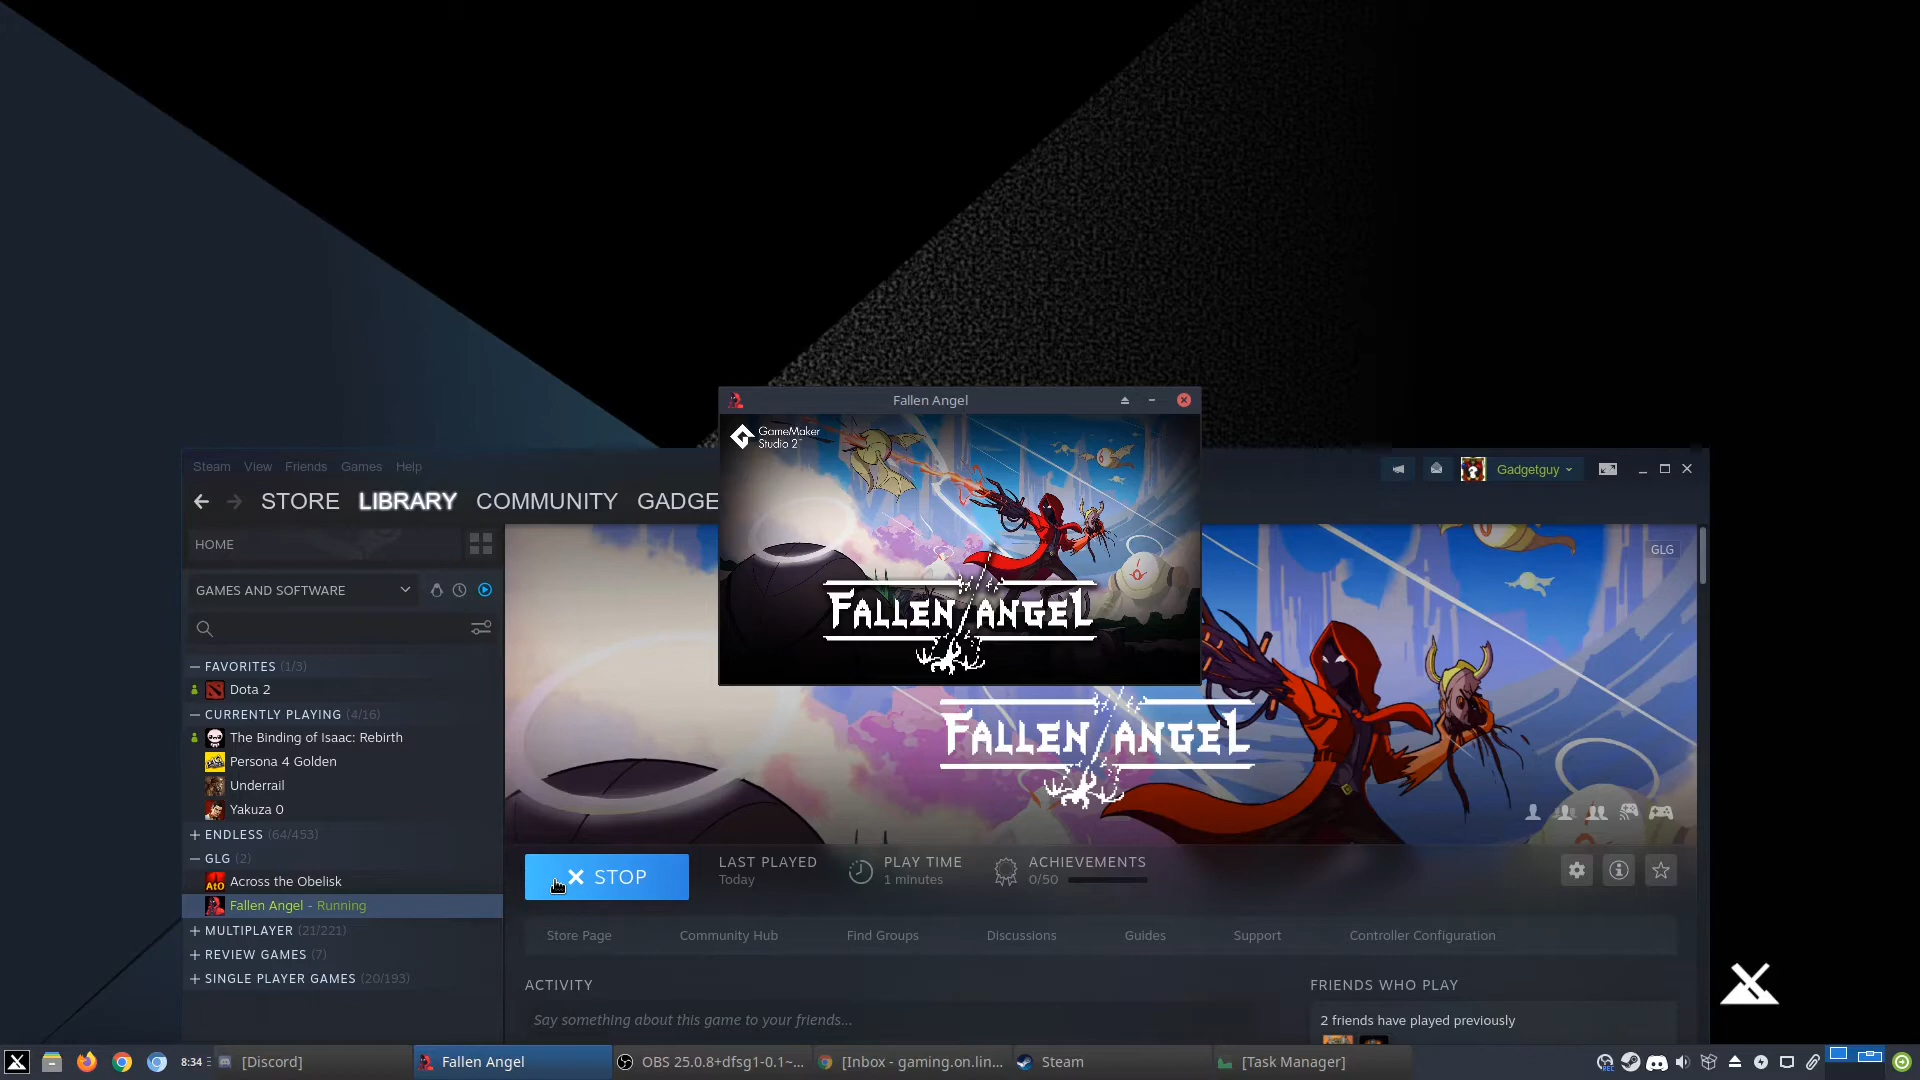 Fallen Angel
GameMaker
Studio 2
FALLEN ANGEL
Steam View Friends Games Help
Gadgetguy
STORE LIBRARY COMMUNITY GADGE
HOME
GLG
GAMES AND SOFTWARE
— FAVORITES (1/3)
Dota 2
— CURRENTLY PLAYING (4/16)
The Binding of Isaac: Rebirth
Persona 4 Golden
Underrail
Yakuza 0
+ ENDLESS (64/453)
— GLG (2)
AtO Across the Obelisk
Fallen Angel - Running
+ MULTIPLAYER (21/221)
+ REVIEW GAMES (7)
+ SINGLE PLAYER GAMES (20/193)
FALLEN ANGEL
STOP
LAST PLAYED
Today
PLAY TIME
1 minutes
ACHIEVEMENTS
0/50
Store Page Community Hub Find Groups Discussions Guides Support Controller Configuration
ACTIVITY
Say something about this game to your friends...
FRIENDS WHO PLAY
2 friends have played previously
8:34 [Discord] Fallen Angel OBS 25.0.8+dfsg1-0.1~... [Inbox - gaming.on.lin... Steam [Task Manager] REC